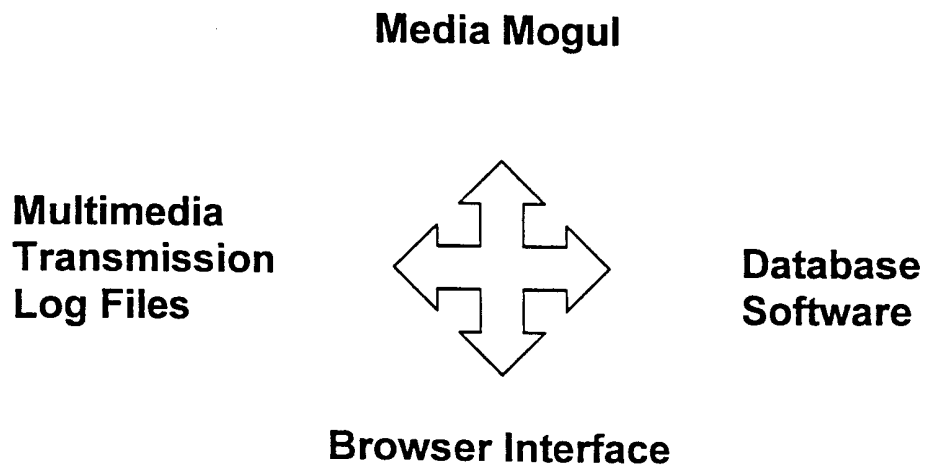 Media Mogul
Multimedia
Transmission
Log Files
Database
Software
Browser Interface